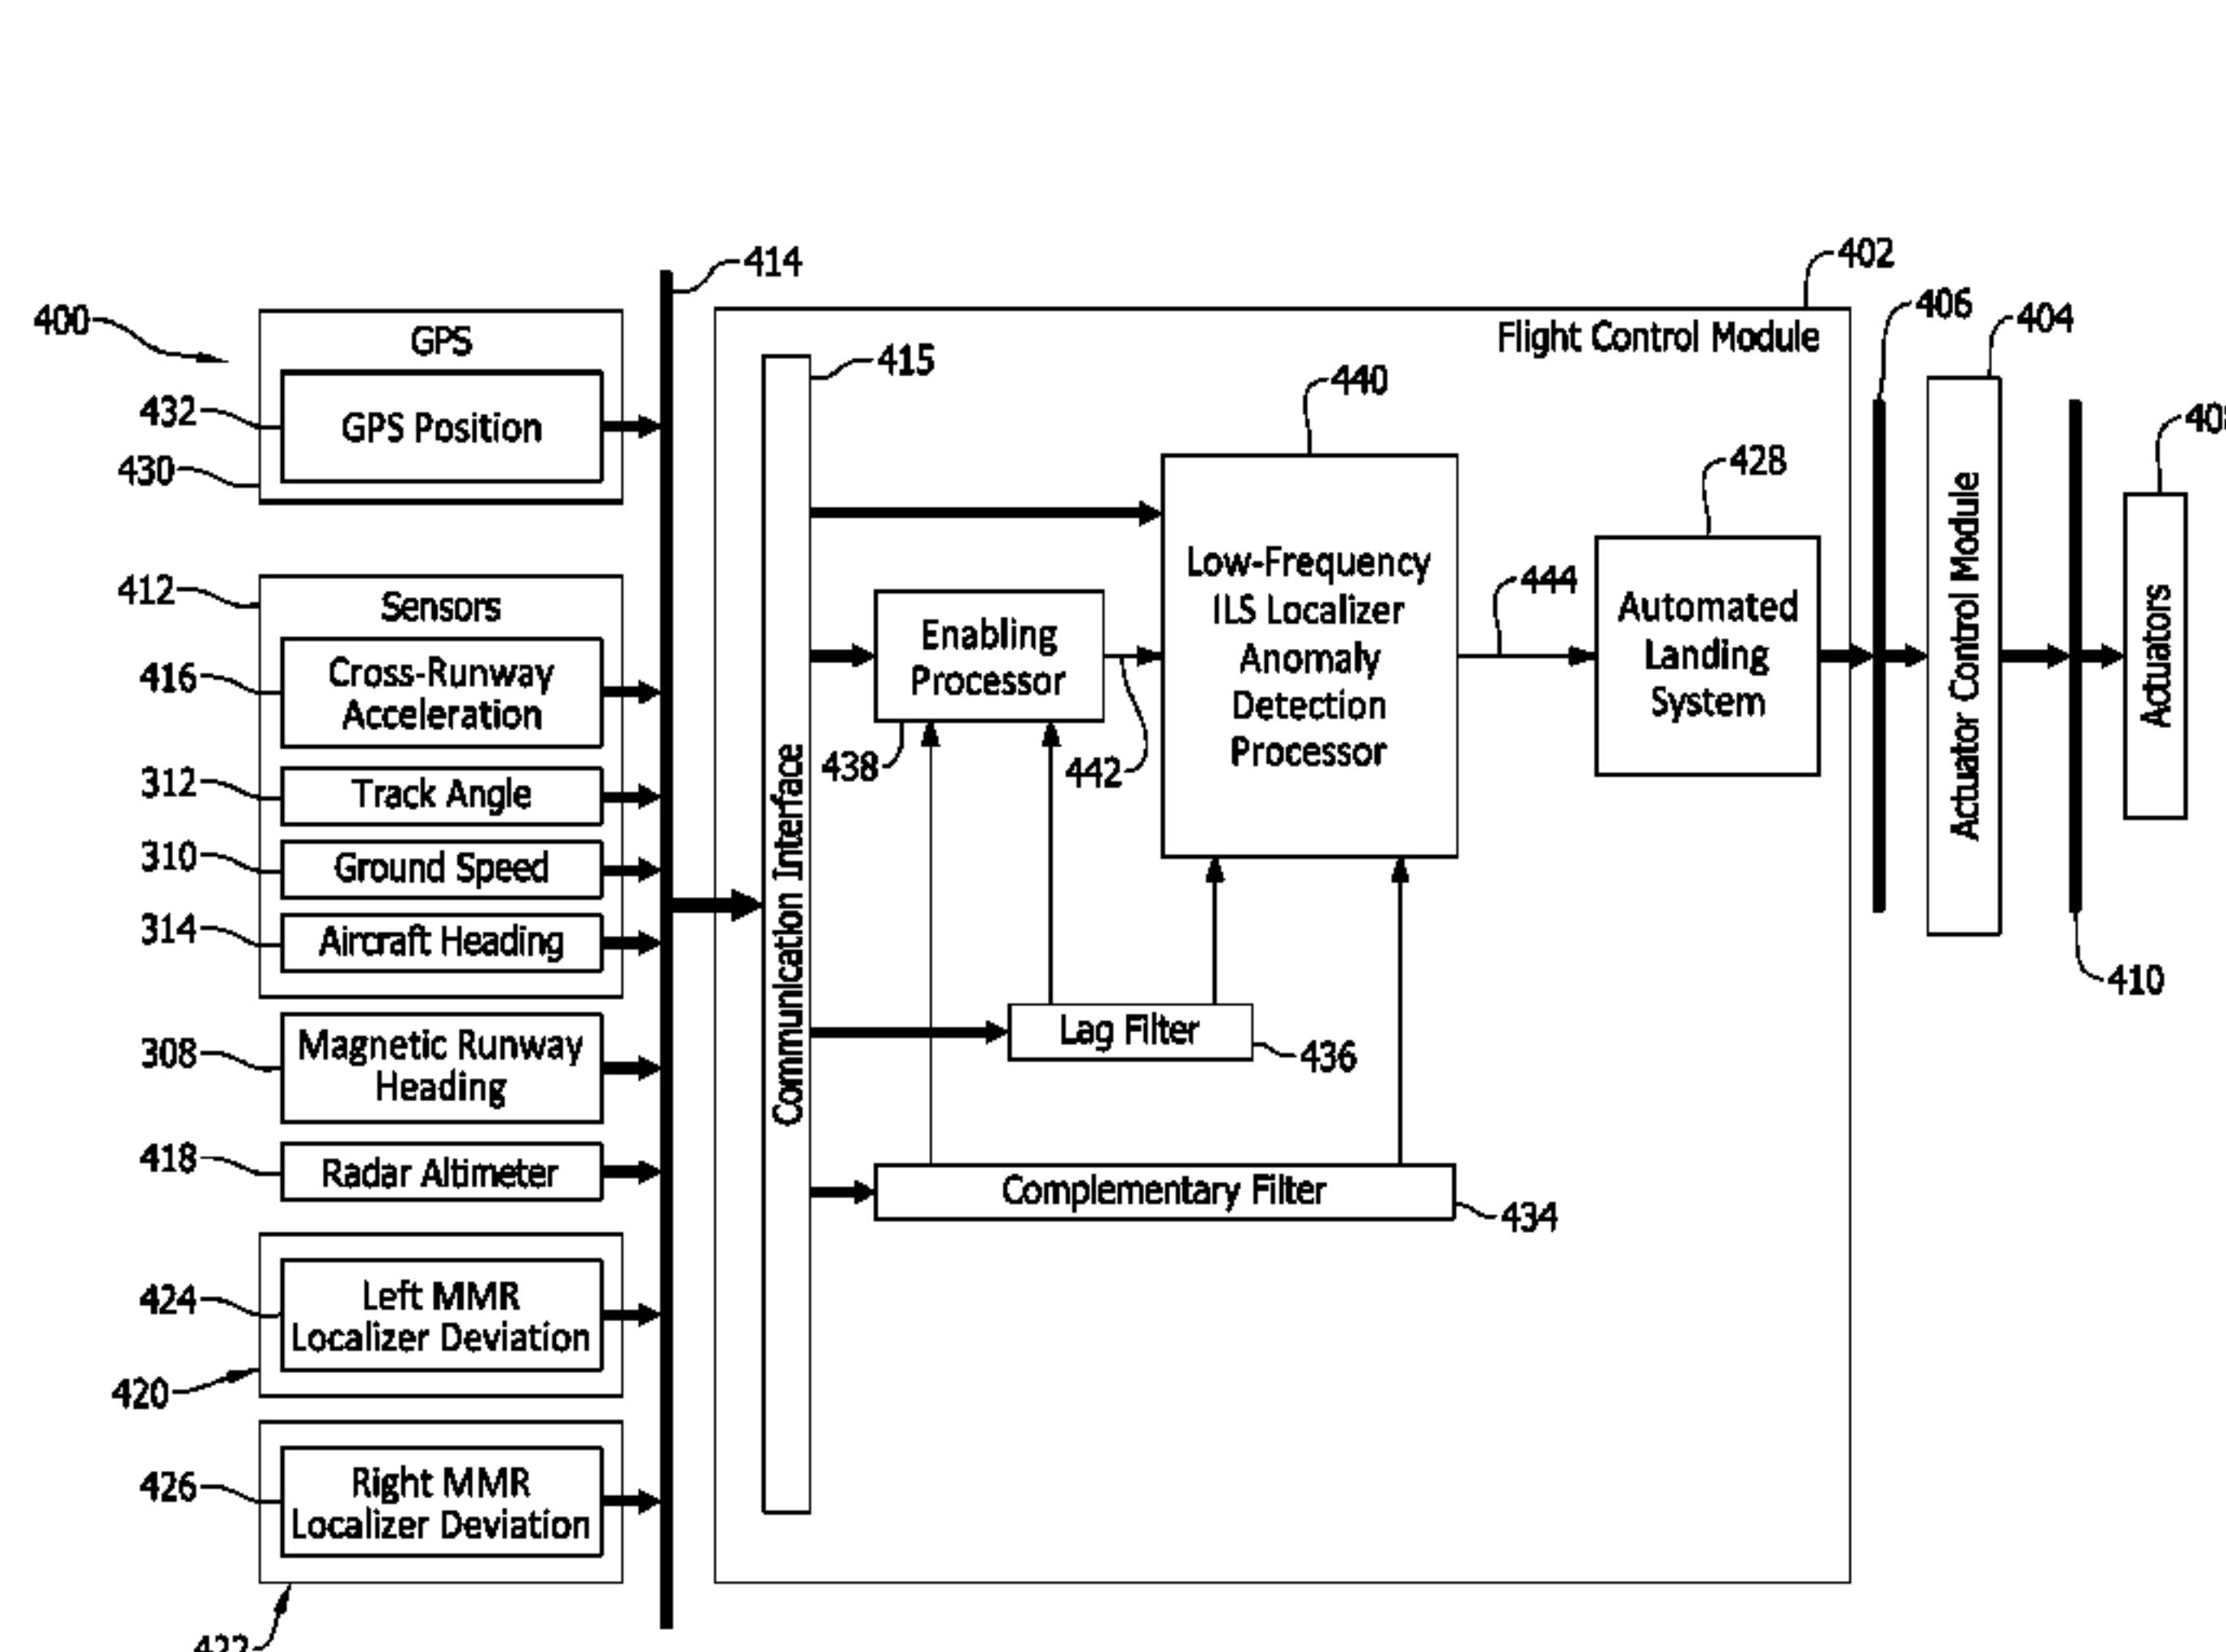 414
402
Flight Control Module
406
404
400
GPS
432
GPS Position
430
415
440
428
412
Sensors
416
Cross-Runway
Acceleration
312
Track Angle
310
Ground Speed
314
Aircraft Heading
308
Magnetic Runway
Heading
418
Radar Altimeter
424
Left MMR
Localizer Deviation
420
426
Right MMR
Localizer Deviation
Communication Interface
Enabling
Processor
438
442
Low-Frequency
ILS Localizer
Anomaly
Detection
Processor
444
Automated
Landing
System
Lag Filter
436
Complementary Filter
434
Actuator Control Module
Actuators
410